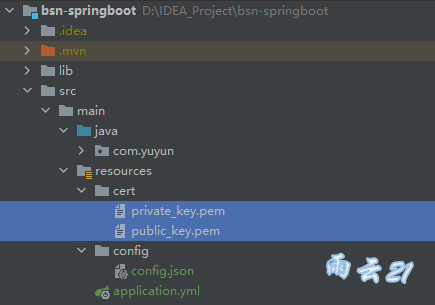 bsn-springboot D:\IDEA_Project\bsn-springboot
.idea
.mvn
lib
src
main
java
com.yuyun
resources
cert
private_key.pem
public_key.pem
config
config.json
application.yml
雨云21